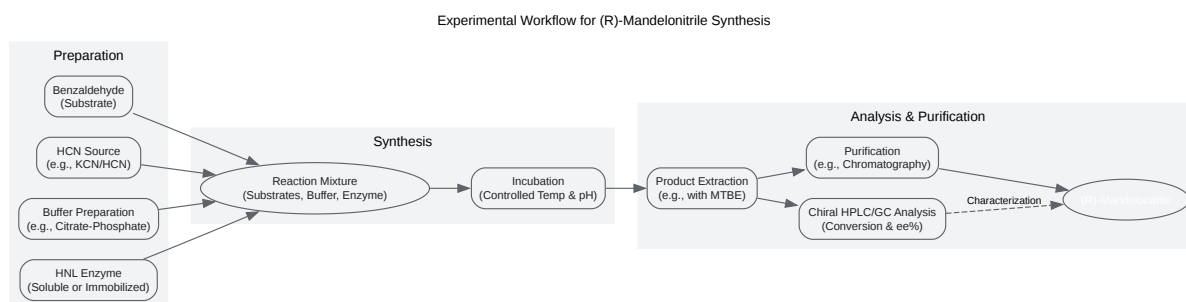 Experimental Workflow for (R)-Mandelonitrile Synthesis
Preparation
Benzaldehyde
(Substrate)
HCN Source
(e.g., KCN/HCN)
Buffer Preparation
(e.g., Citrate-Phosphate)
HNL Enzyme
(Soluble or Immobilized)
Synthesis
Reaction Mixture
(Substrates, Buffer, Enzyme)
Incubation
(Controlled Temp & pH)
Analysis & Purification
Product Extraction
(e.g., with MTBE)
Purification
(e.g., Chromatography)
Chiral HPLC/GC Analysis
(Conversion & ee%)
Characterization
(R)-Mandelonitrile